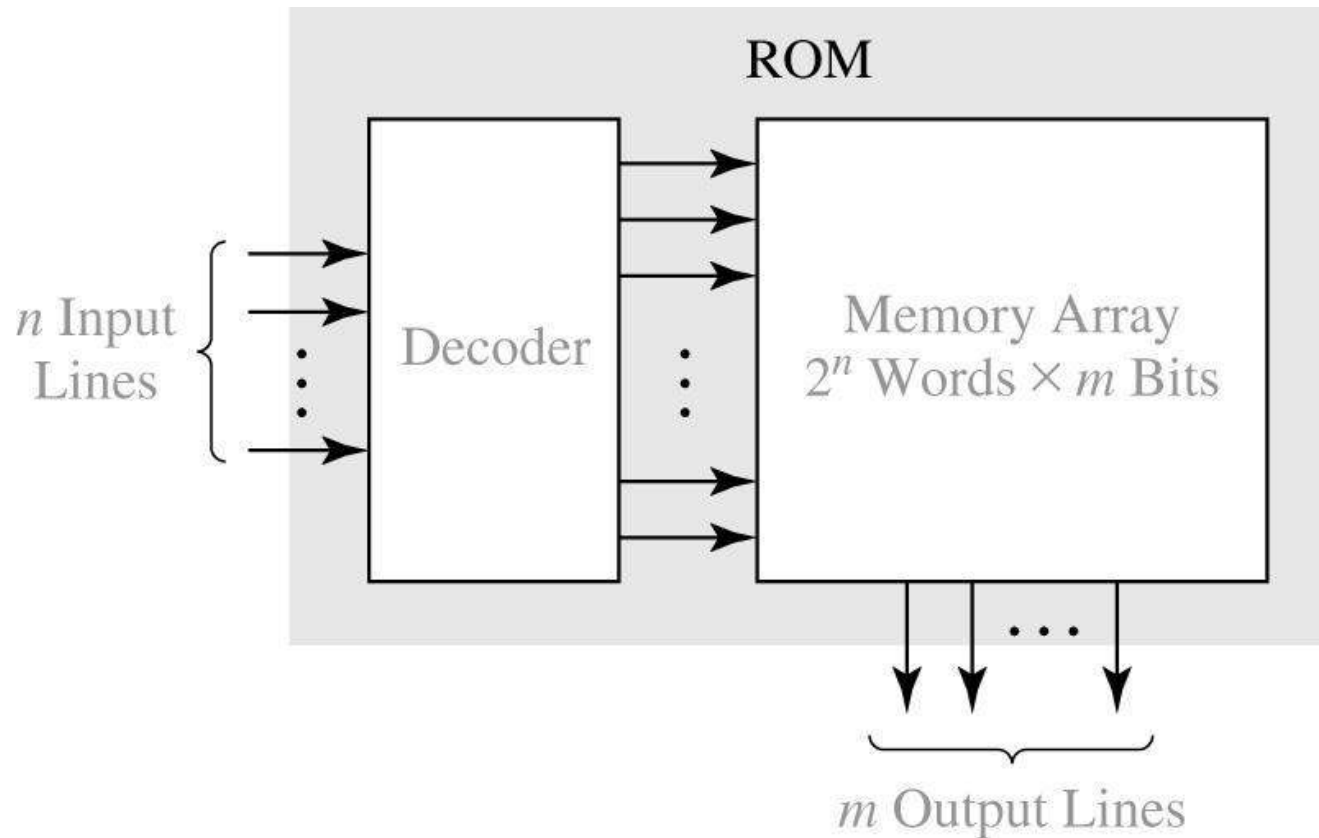 ROM
n Input
Lines
Decoder
Memory Array
2ⁿ Words × m Bits
m Output Lines